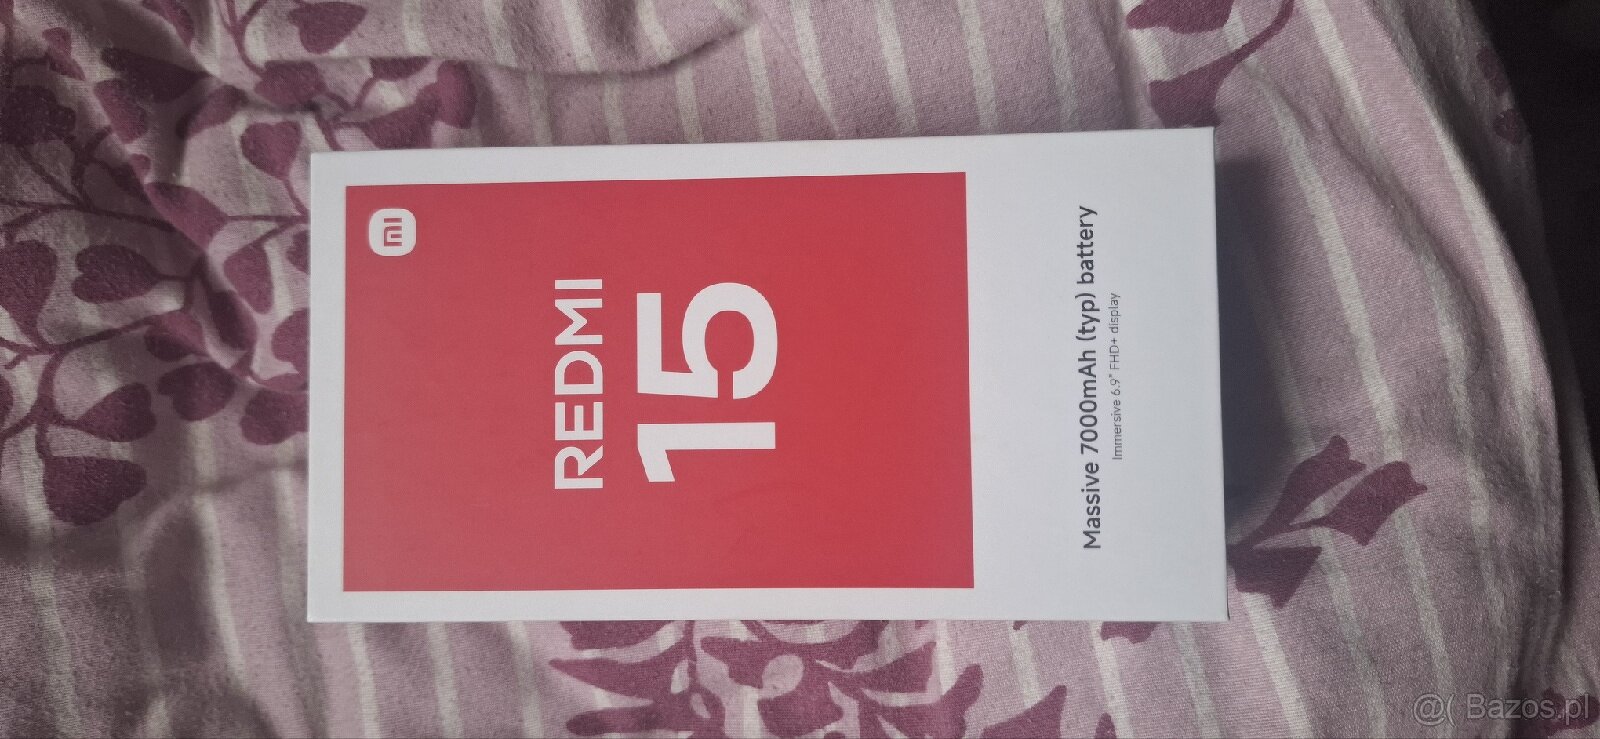 mi
REDMI
15
Massive 7000mAh (typ) battery
Immersive 6.9" FHD+ display
@( Bazos.pl